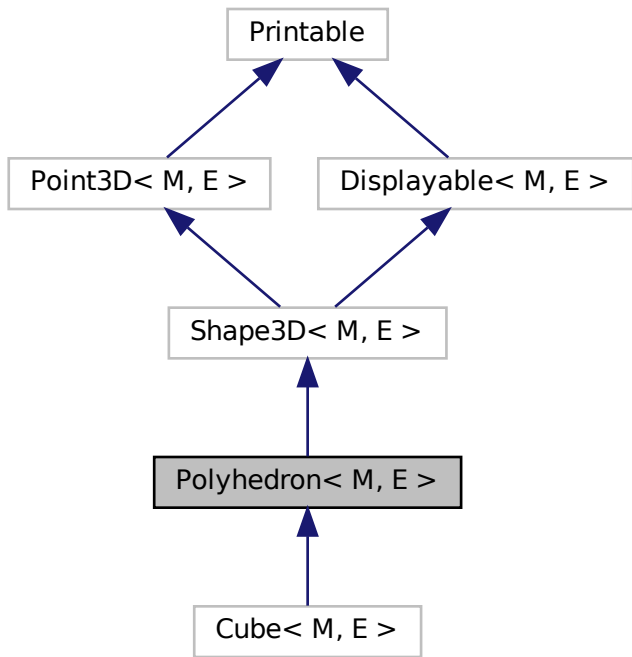 Printable
Point3D< M, E >
Displayable< M, E >
Shape3D< M, E >
Polyhedron< M, E >
Cube< M, E >